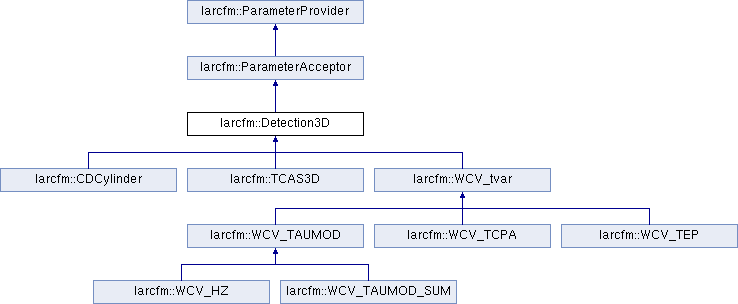 larcfm::ParameterProvider
larcfm::ParameterAcceptor
larcfm::Detection3D
larcfm::CDCylinder
larcfm::TCAS3D
larcfm::WCV_tvar
larcfm::WCV_TAUMOD
larcfm::WCV_TCPA
larcfm::WCV_TEP
larcfm::WCV_HZ
larcfm::WCV_TAUMOD_SUM